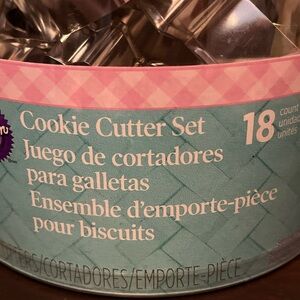 Cookie Cutter Set
18 count
unidades
unités
Juego de cortadores
para galletas
Ensemble d'emporte-pièce
pour biscuits
/CORTADORES/EMPORTE-PIÈCE